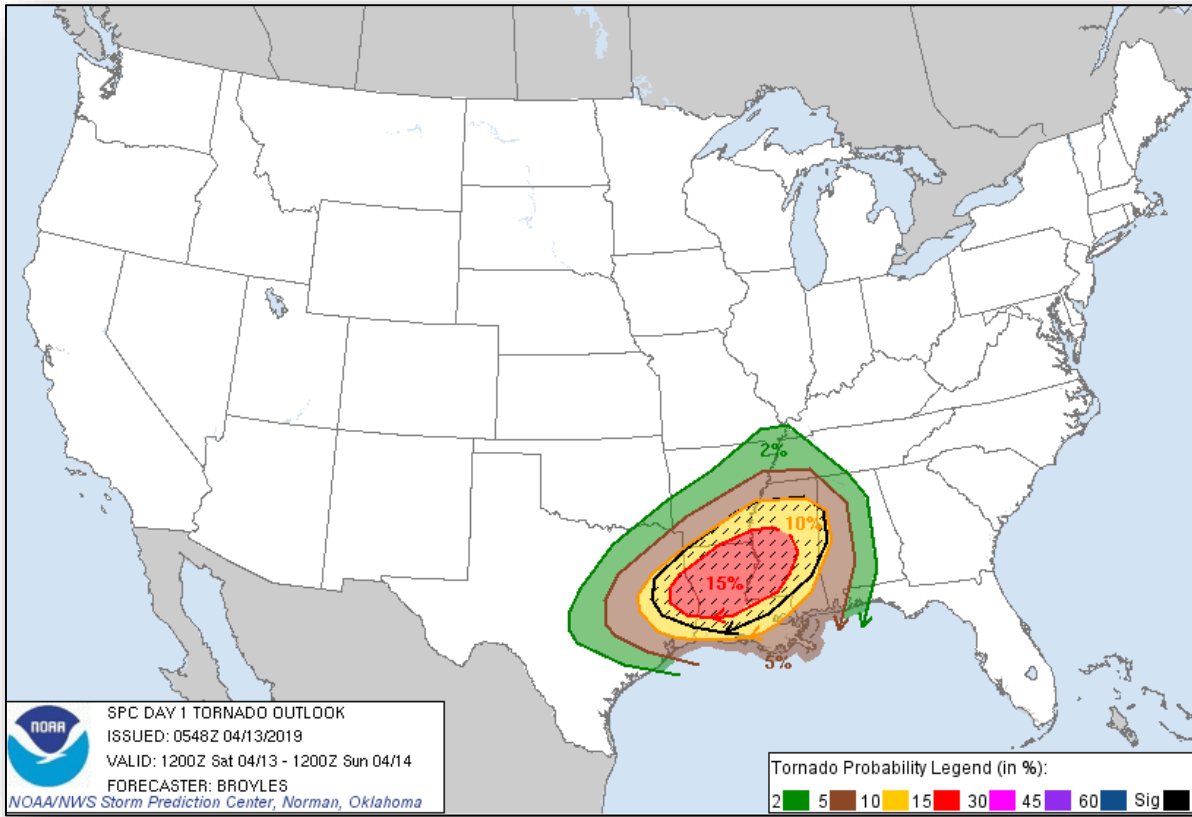 2%
10%
15%
5%
NOAA
SPC DAY 1 TORNADO OUTLOOK
ISSUED: 0548Z 04/13/2019
VALID: 1200Z Sat 04/13 - 1200Z Sun 04/14
FORECASTER: BROYLES
NOAA/NWS Storm Prediction Center, Norman, Oklahoma
Tornado Probability Legend (in %):
2 5 10 15 30 45 60 Sig